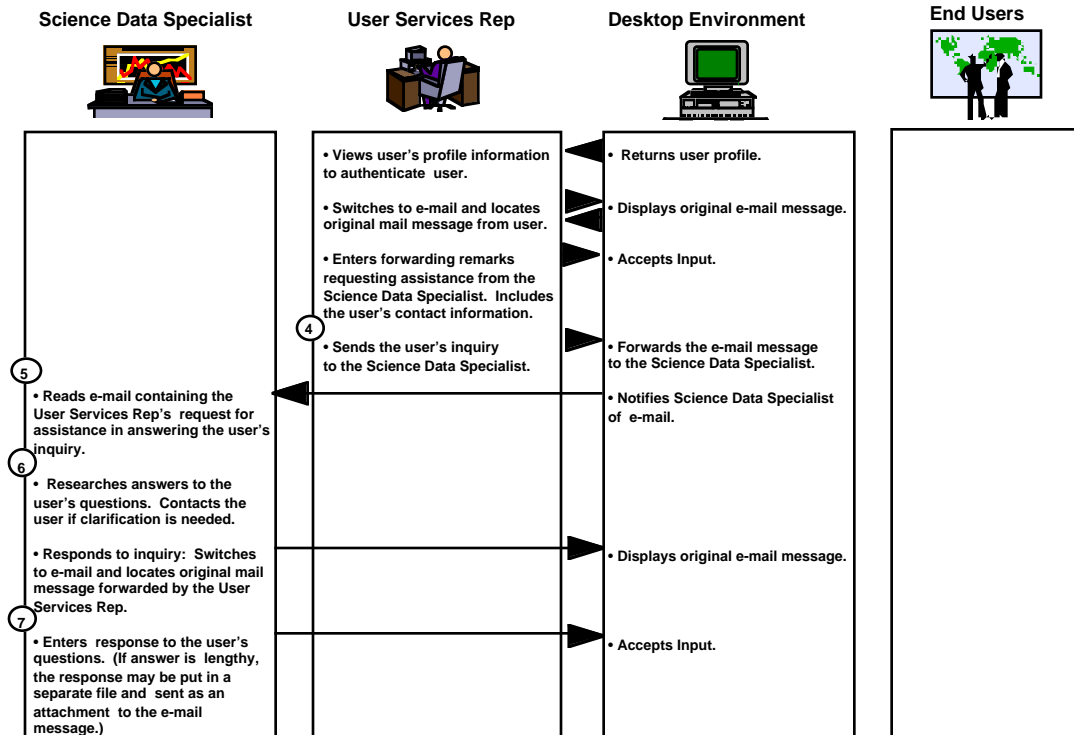 Science Data Specialist
User Services Rep
Desktop Environment
End Users
• Views user's profile information
to authenticate user.
• Returns user profile.
• Switches to e-mail and locates
original mail message from user.
• Displays original e-mail message.
• Enters forwarding remarks
requesting assistance from the
Science Data Specialist. Includes
the user's contact information.
• Accepts Input.
4
• Sends the user's inquiry
to the Science Data Specialist.
• Forwards the e-mail message
to the Science Data Specialist.
5
• Reads e-mail containing the
User Services Rep's request for
assistance in answering the user's
inquiry.
• Notifies Science Data Specialist
of e-mail.
6
• Researches answers to the
user's questions. Contacts the
user if clarification is needed.
• Responds to inquiry: Switches
to e-mail and locates original mail
message forwarded by the User
Services Rep.
• Displays original e-mail message.
7
• Enters response to the user's
questions. (If answer is lengthy,
the response may be put in a
separate file and sent as an
attachment to the e-mail
message.)
• Accepts Input.